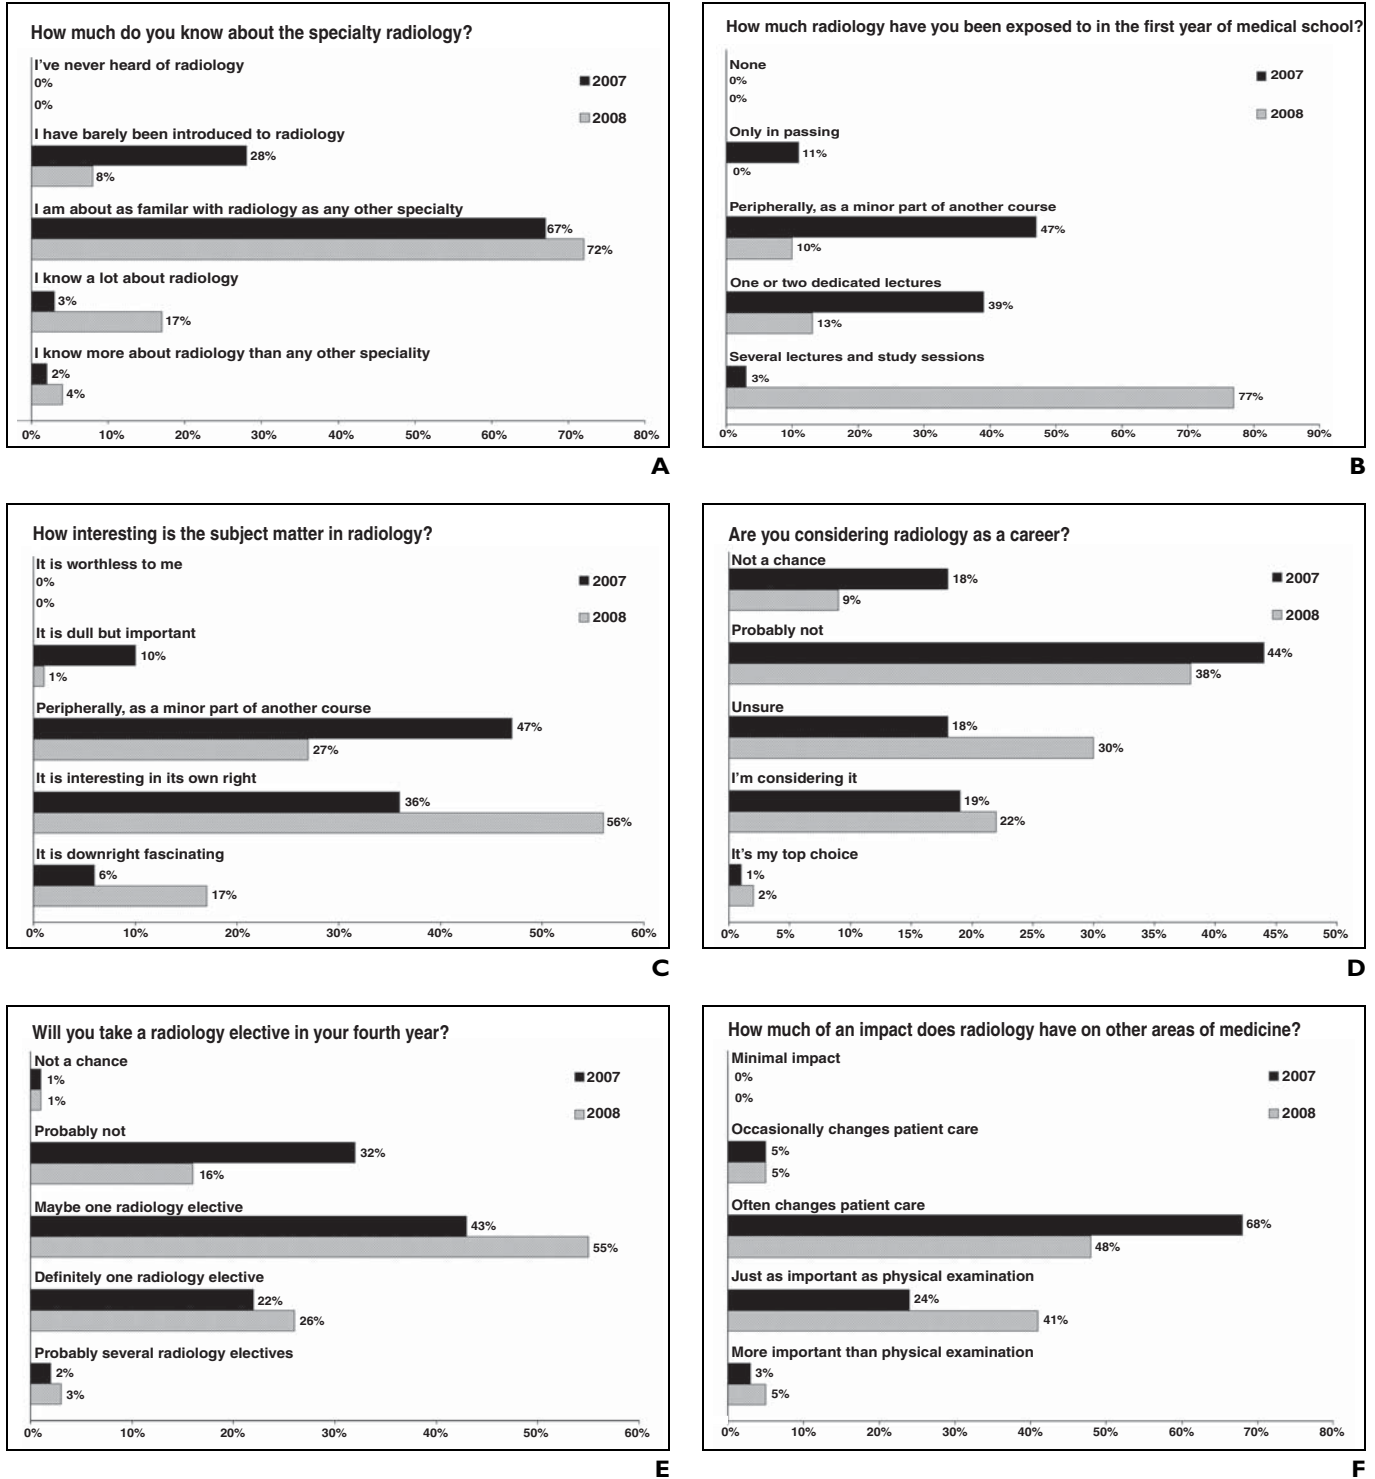 How much do you know about the specialty radiology?
I've never heard of radiology
0%
0%
2007
2008
I have barely been introduced to radiology
28%
8%
I am about as familar with radiology as any other specialty
67%
72%
I know a lot about radiology
3%
17%
I know more about radiology than any other speciality
2%
4%
0% 10% 20% 30% 40% 50% 60% 70% 80%
A
How much radiology have you been exposed to in the first year of medical school?
None
0%
0%
2007
2008
Only in passing
11%
0%
Peripherally, as a minor part of another course
47%
10%
One or two dedicated lectures
39%
13%
Several lectures and study sessions
3%
77%
0% 10% 20% 30% 40% 50% 60% 70% 80% 90%
B
How interesting is the subject matter in radiology?
It is worthless to me
0%
0%
2007
2008
It is dull but important
10%
1%
Peripherally, as a minor part of another course
47%
27%
It is interesting in its own right
36%
56%
It is downright fascinating
6%
17%
0% 10% 20% 30% 40% 50% 60%
C
Are you considering radiology as a career?
Not a chance
18%
9%
2007
2008
Probably not
44%
38%
Unsure
18%
30%
I'm considering it
19%
22%
It's my top choice
1%
2%
0% 5% 10% 15% 20% 25% 30% 35% 40% 45% 50%
D
Will you take a radiology elective in your fourth year?
Not a chance
1%
1%
2007
2008
Probably not
32%
16%
Maybe one radiology elective
43%
55%
Definitely one radiology elective
22%
26%
Probably several radiology electives
2%
3%
0% 10% 20% 30% 40% 50% 60%
E
How much of an impact does radiology have on other areas of medicine?
Minimal impact
0%
0%
2007
2008
Occasionally changes patient care
5%
5%
Often changes patient care
68%
48%
Just as important as physical examination
24%
41%
More important than physical examination
3%
5%
0% 10% 20% 30% 40% 50% 60% 70% 80%
F